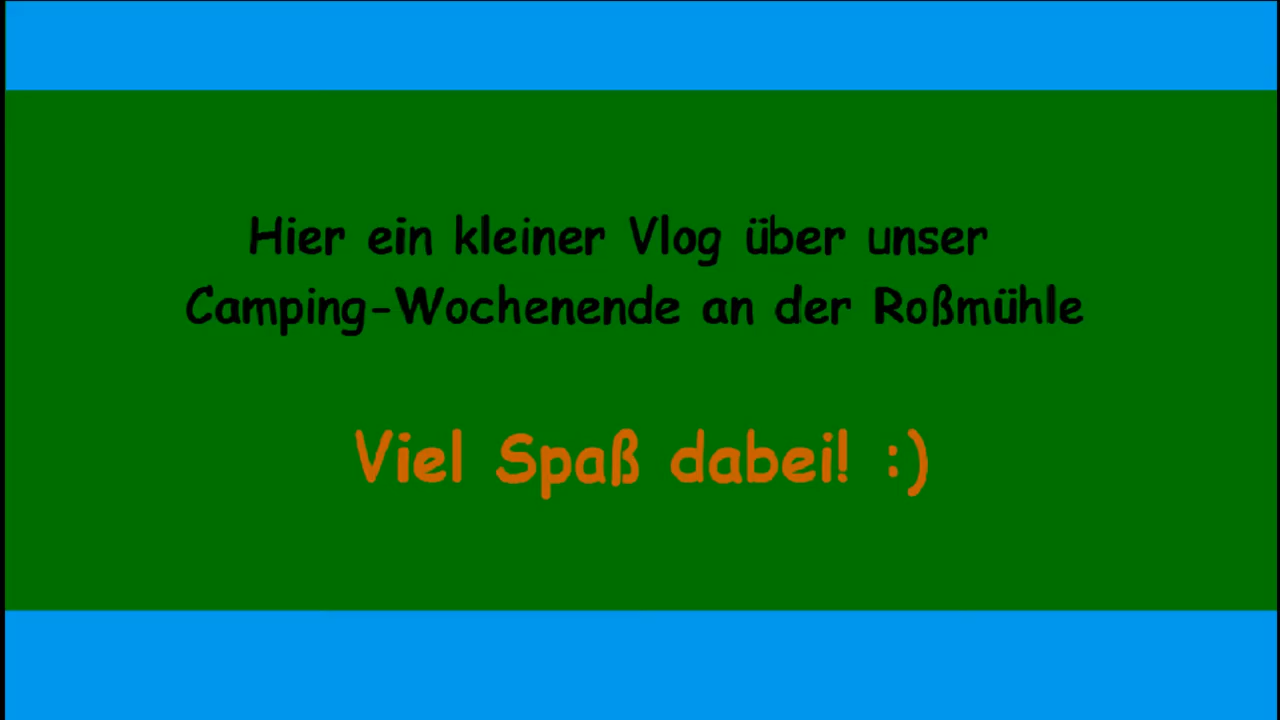 Hier ein kleiner Vlog über unser
Camping-Wochenende an der Roßmühle
Viel Spaß dabei! :)